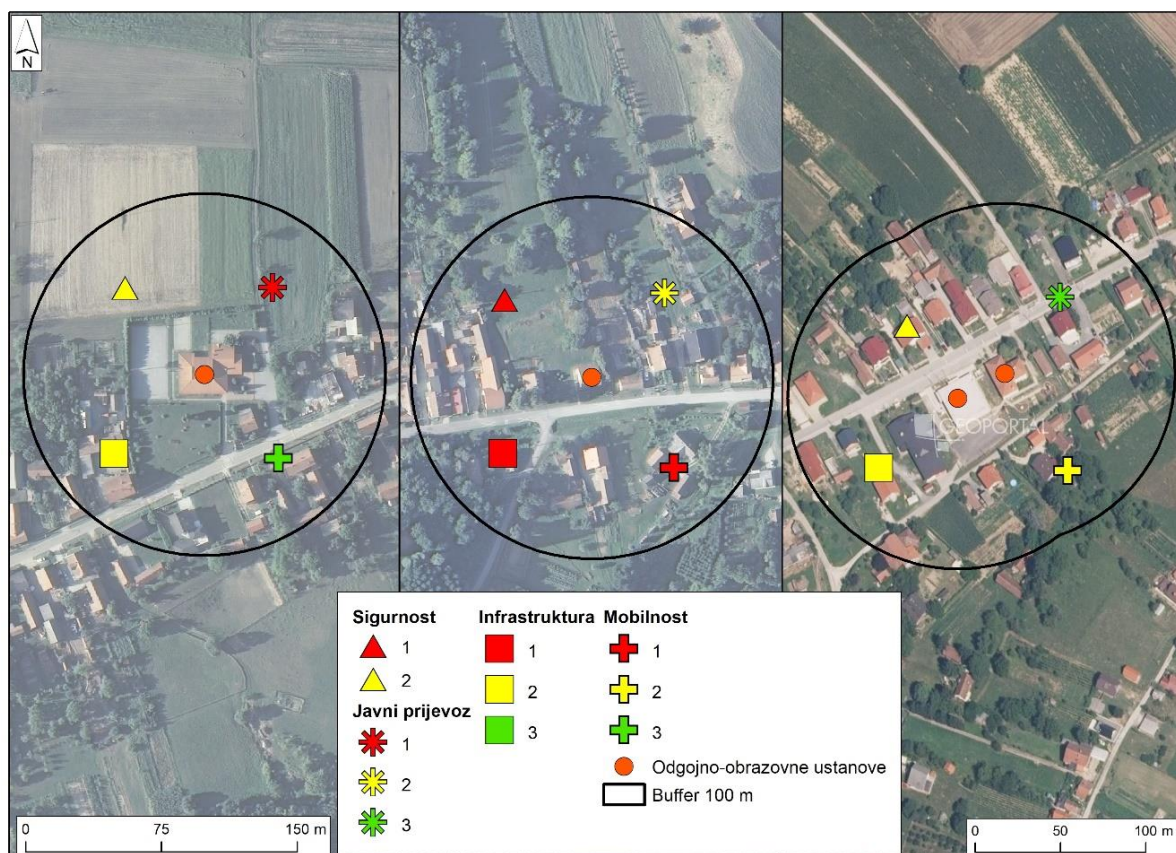 N
GEOPORTAL
Sigurnost
1
2
Javni prijevoz
1
2
3
Infrastruktura
1
2
3
Mobilnost
1
2
3
Odgojno-obrazovne ustanove
Buffer 100 m
0 75 150 m
0 50 100 m